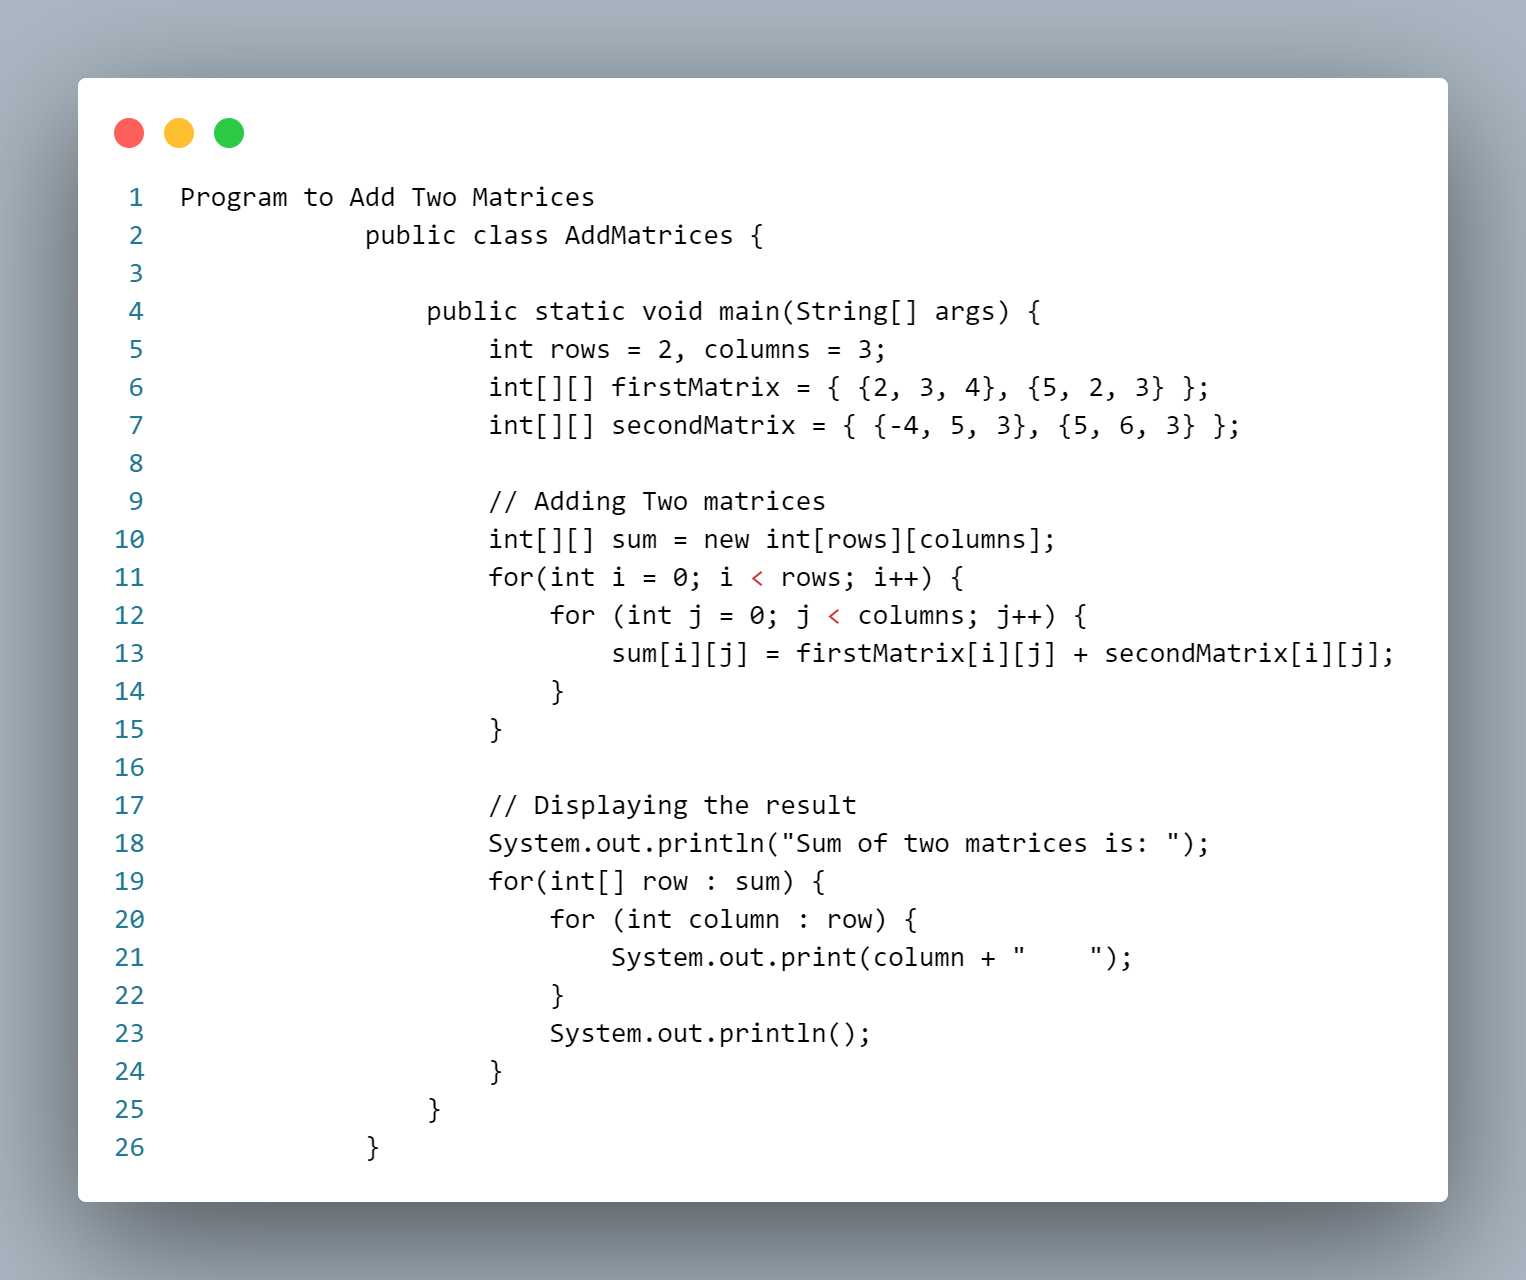 1 Program to Add Two Matrices
2             public class AddMatrices {
3
4                 public static void main(String[] args) {
5                     int rows = 2, columns = 3;
6                     int[][] firstMatrix = { {2, 3, 4}, {5, 2, 3} };
7                     int[][] secondMatrix = { {-4, 5, 3}, {5, 6, 3} };
8
9                     // Adding Two matrices
10                     int[][] sum = new int[rows][columns];
11                     for(int i = 0; i < rows; i++) {
12                         for (int j = 0; j < columns; j++) {
13                             sum[i][j] = firstMatrix[i][j] + secondMatrix[i][j];
14                         }
15                     }
16
17                     // Displaying the result
18                     System.out.println("Sum of two matrices is: ");
19                     for(int[] row : sum) {
20                         for (int column : row) {
21                             System.out.print(column + "    ");
22                         }
23                         System.out.println();
24                     }
25                 }
26             }